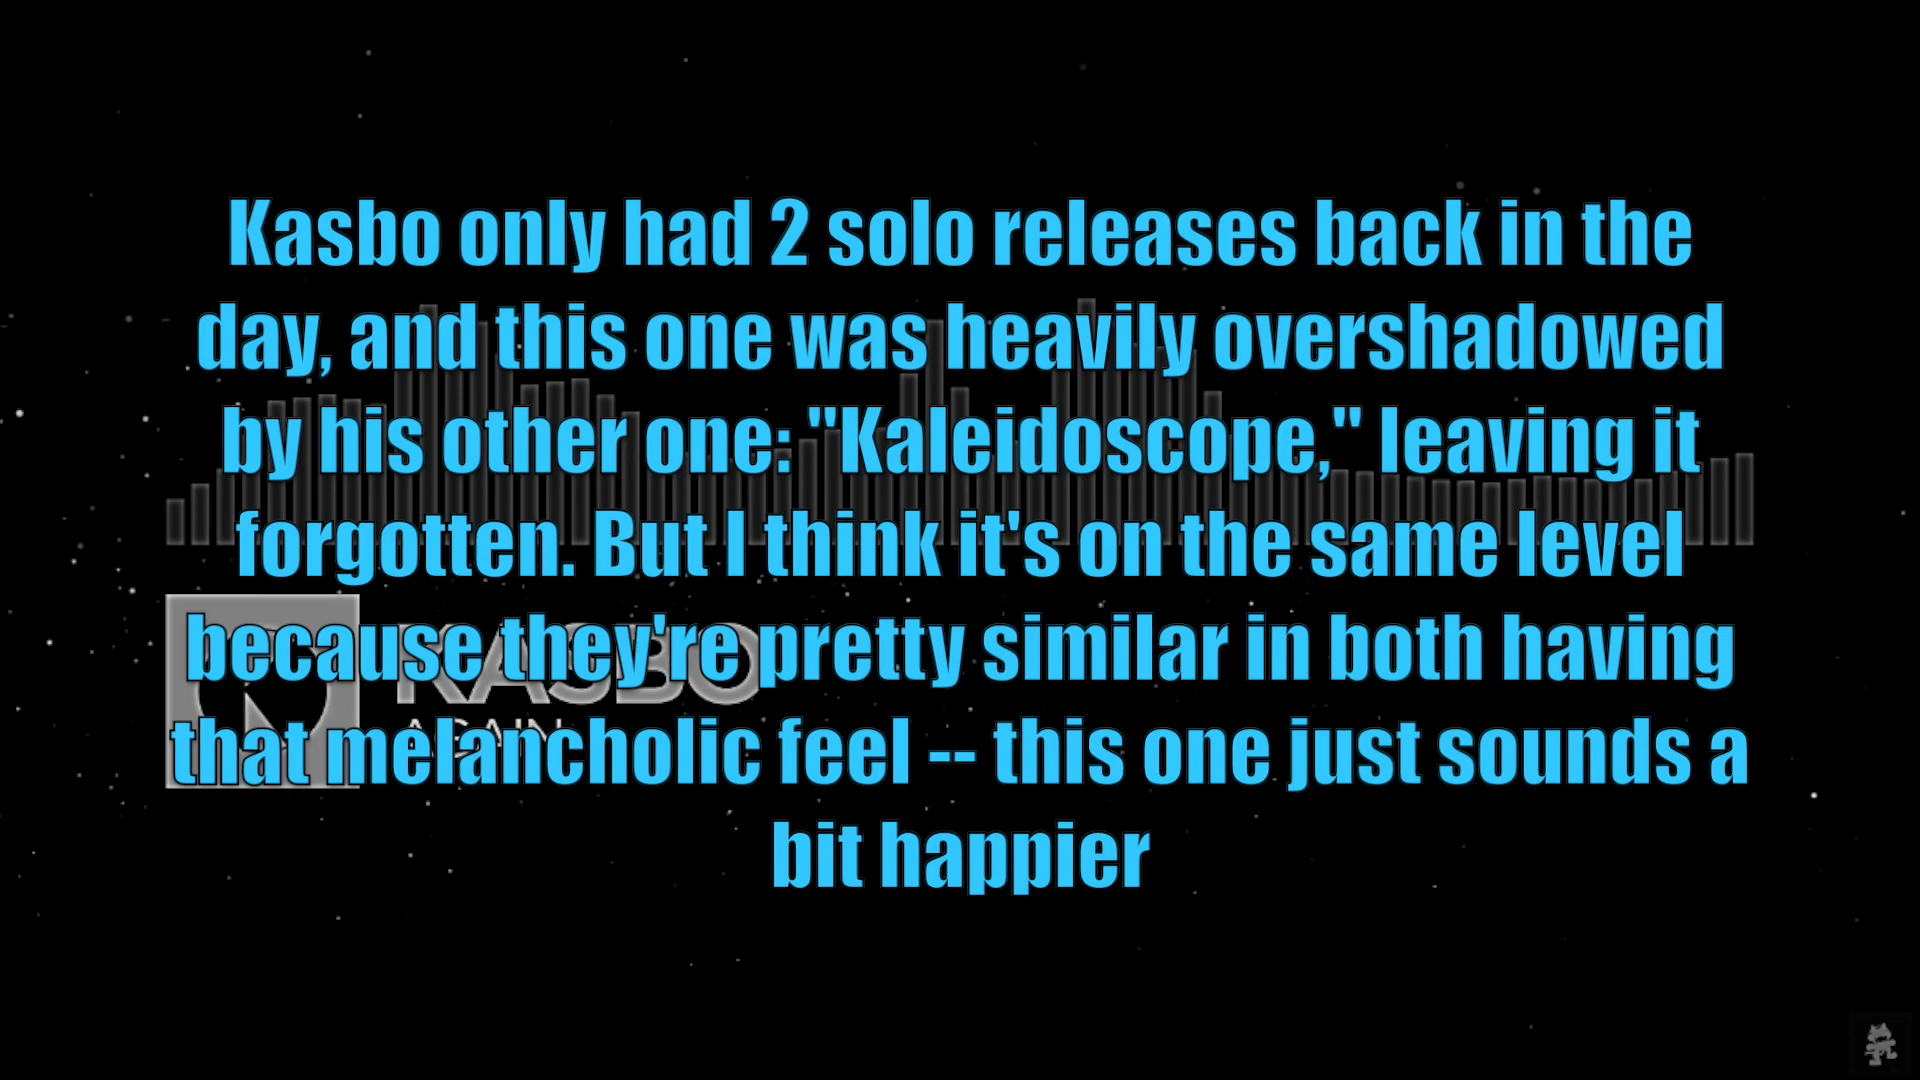 Kasbo only had 2 solo releases back in the
day, and this one was heavily overshadowed
by his other one: "Kaleidoscope," leaving it
forgotten. But I think it's on the same level
because they're pretty similar in both having
that melancholic feel -- this one just sounds a
bit happier
KASBO
AGAIN